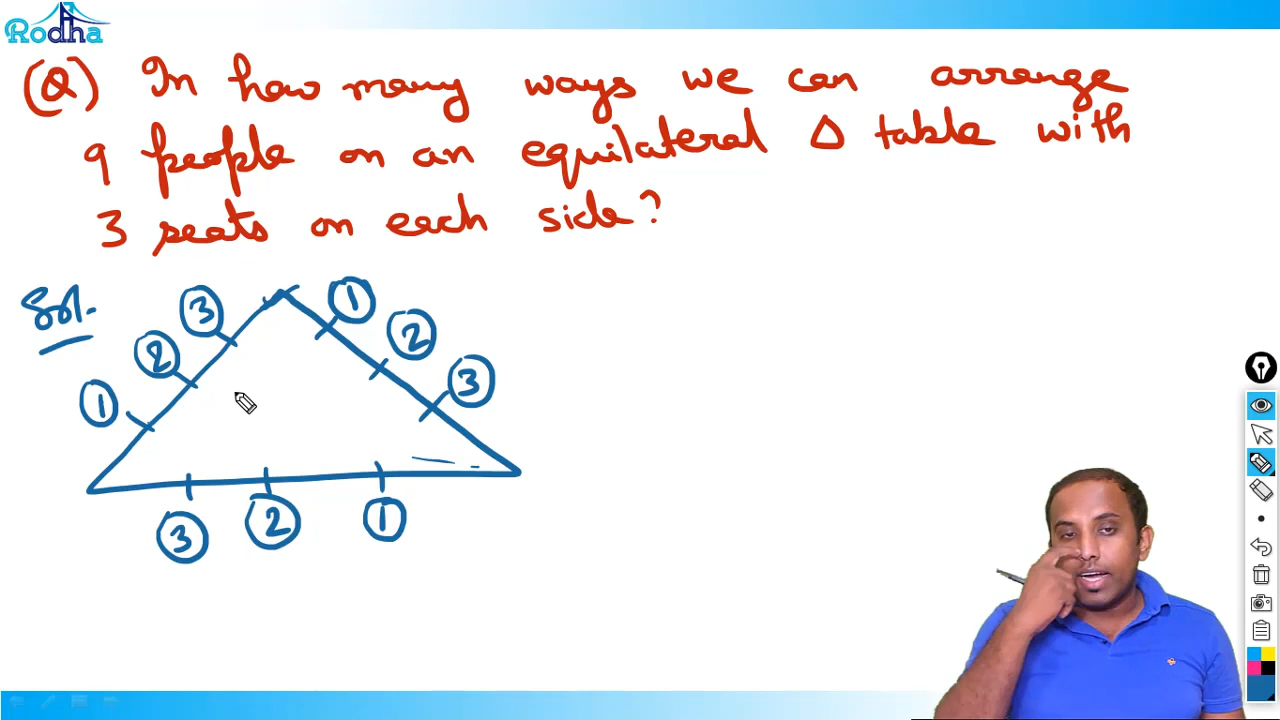 Rodha
(Q) In how many ways we can arrange
9 people on an equilateral Δ table with
3 seats on each side?
Sol.
3 1
2 2
1 3
3 2 1